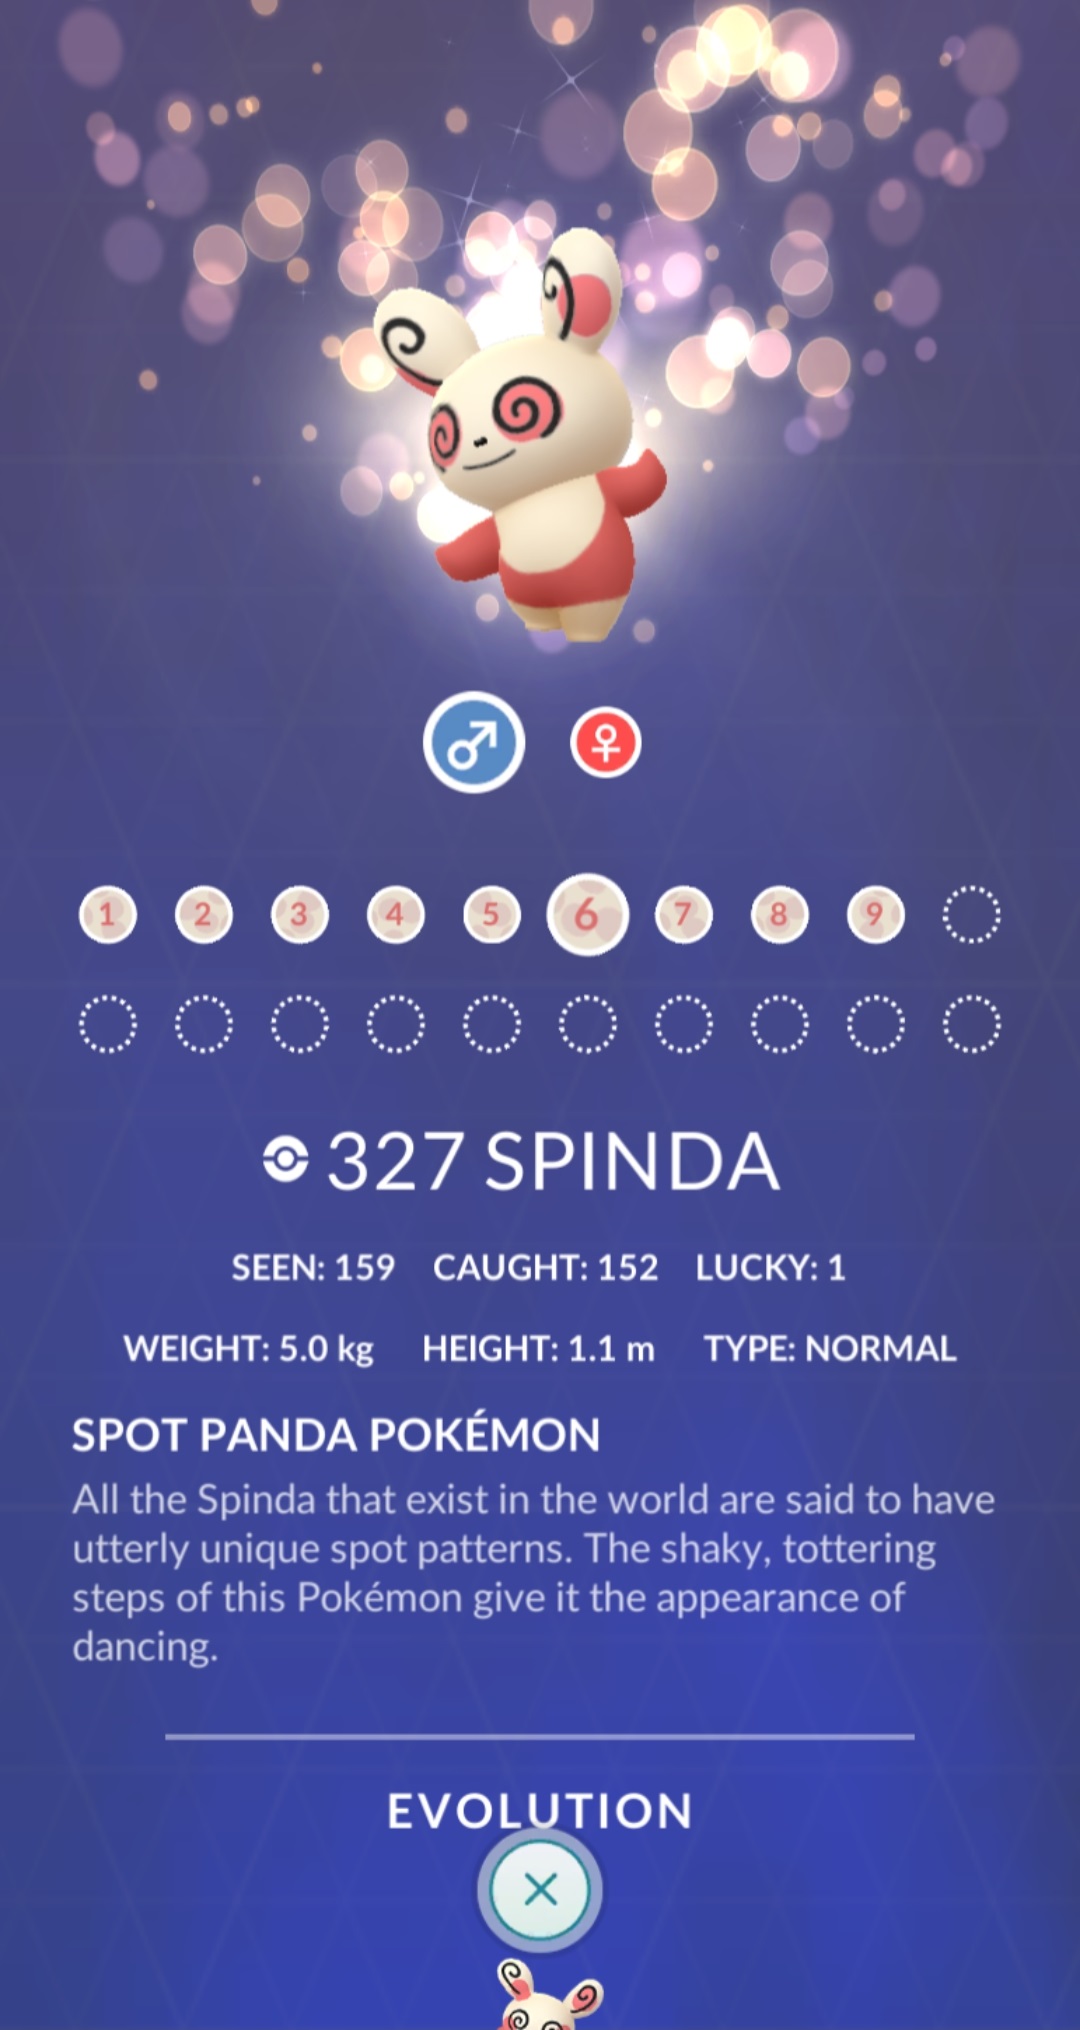 1 2 3 4 5 6 7 8 9
327 SPINDA
SEEN: 159 CAUGHT: 152 LUCKY: 1
WEIGHT: 5.0 kg HEIGHT: 1.1 m TYPE: NORMAL
SPOT PANDA POKÉMON
All the Spinda that exist in the world are said to have
utterly unique spot patterns. The shaky, tottering
steps of this Pokémon give it the appearance of
dancing.
EVOLUTION